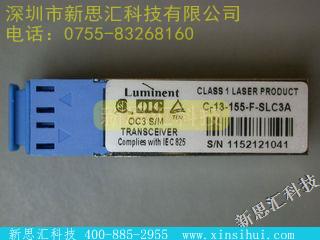 深圳市新思汇科技有限公司
电话：0755-83268160
Luminent
CLASS 1 LASER PRODUCT
C-13-155-F-SLC3A
OC3 S/M
TRANSCEIVER
Complies with IEC 825
S/N 1152121041
新思汇科技
新思汇科技 400-885-2955 www.xinsihui.com